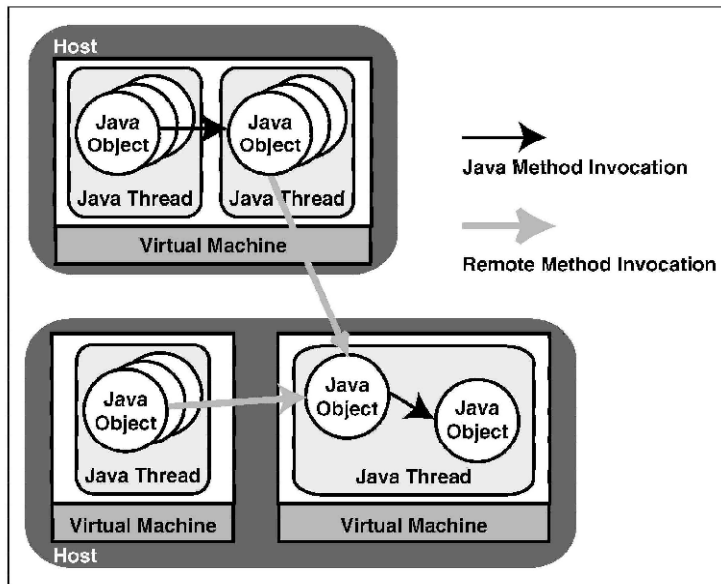 Host
Java
Object
Java
Object
Java Thread
Java Thread
Virtual Machine
Java Method Invocation
Remote Method Invocation
Java
Object
Java Thread
Virtual Machine
Java
Object
Java
Object
Java Thread
Virtual Machine
Host